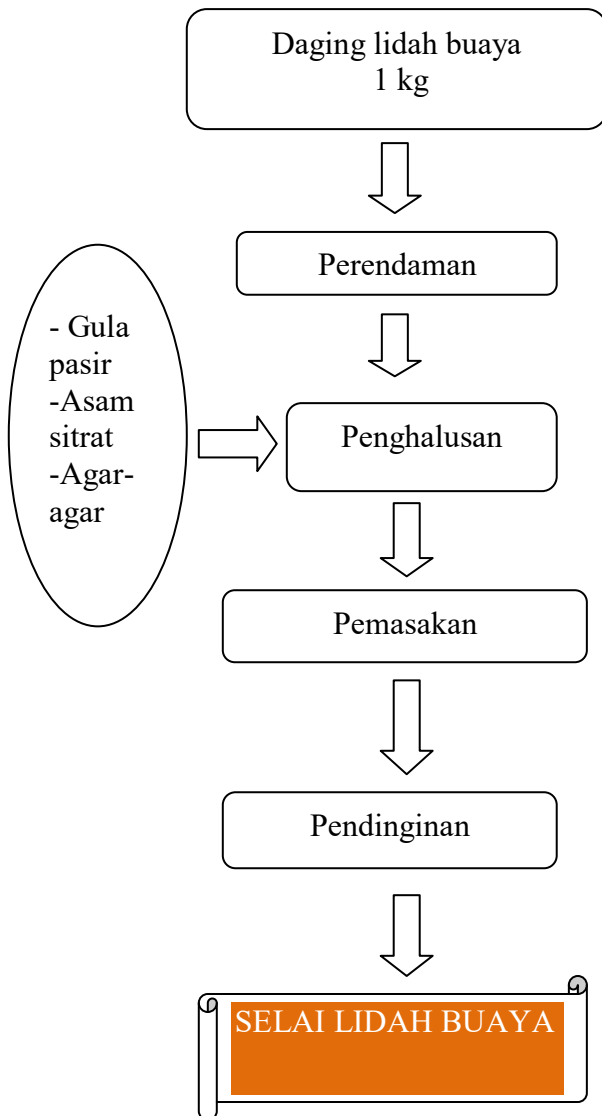 Daging lidah buaya
1 kg
Perendaman
- Gula
pasir
-Asam
sitrat
-Agar-
agar
Penghalusan
Pemasakan
Pendinginan
SELAI LIDAH BUAYA